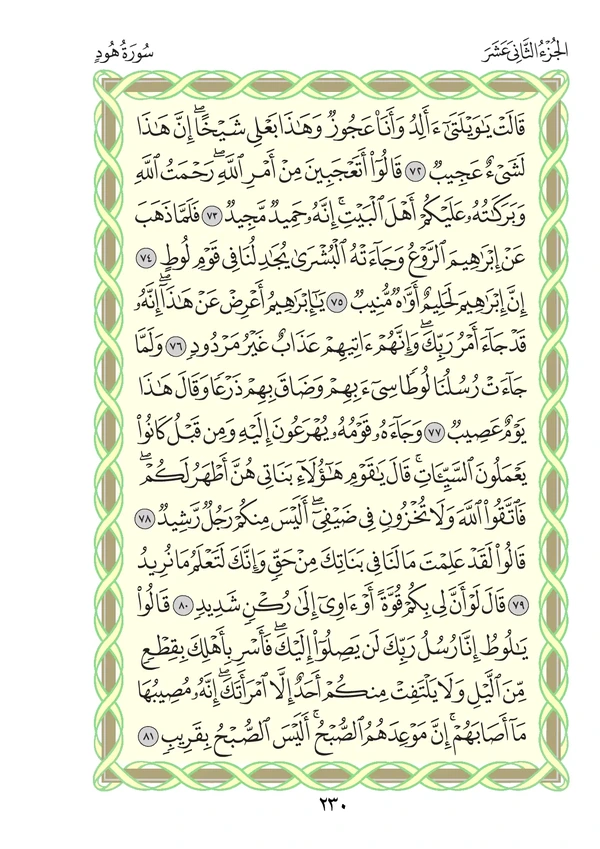 الجُزْءُ الثَّانِيَ عَشَرَ
سُورَةُ هُودٍ
قَالَتْ يَٰوَيْلَتَىٰٓ ءَأَلِدُ وَأَنَا۠ عَجُوزٌ وَهَٰذَا بَعْلِى شَيْخًا ۖ إِنَّ هَٰذَا
لَشَىْءٌ عَجِيبٌ ٧٢ قَالُوٓا۟ أَتَعْجَبِينَ مِنْ أَمْرِ ٱللَّهِ ۖ رَحْمَتُ ٱللَّهِ
وَبَرَكَٰتُهُۥ عَلَيْكُمْ أَهْلَ ٱلْبَيْتِ ۚ إِنَّهُۥ حَمِيدٌ مَّجِيدٌ ٧٣ فَلَمَّا ذَهَبَ
عَنْ إِبْرَٰهِيمَ ٱلرَّوْعُ وَجَآءَتْهُ ٱلْبُشْرَىٰ يُجَٰدِلُنَا فِى قَوْمِ لُوطٍ ٧٤
إِنَّ إِبْرَٰهِيمَ لَحَلِيمٌ أَوَّٰهٌ مُّنِيبٌ ٧٥ يَٰٓإِبْرَٰهِيمُ أَعْرِضْ عَنْ هَٰذَآ ۖ إِنَّهُۥ
قَدْ جَآءَ أَمْرُ رَبِّكَ ۖ وَإِنَّهُمْ ءَاتِيهِمْ عَذَابٌ غَيْرُ مَرْدُودٍ ٧٦ وَلَمَّا
جَآءَتْ رُسُلُنَا لُوطًا سِىٓءَ بِهِمْ وَضَاقَ بِهِمْ ذَرْعًا وَقَالَ هَٰذَا
يَوْمٌ عَصِيبٌ ٧٧ وَجَآءَهُۥ قَوْمُهُۥ يُهْرَعُونَ إِلَيْهِ وَمِن قَبْلُ كَانُوا۟
يَعْمَلُونَ ٱلسَّيِّـَٔاتِ ۚ قَالَ يَٰقَوْمِ هَٰٓؤُلَآءِ بَنَاتِى هُنَّ أَطْهَرُ لَكُمْ ۖ
فَٱتَّقُوا۟ ٱللَّهَ وَلَا تُخْزُونِ فِى ضَيْفِىٓ ۖ أَلَيْسَ مِنكُمْ رَجُلٌ رَّشِيدٌ ٧٨
قَالُوا۟ لَقَدْ عَلِمْتَ مَا لَنَا فِى بَنَاتِكَ مِنْ حَقٍّ وَإِنَّكَ لَتَعْلَمُ مَا نُرِيدُ
٧٩ قَالَ لَوْ أَنَّ لِى بِكُمْ قُوَّةً أَوْ ءَاوِىٓ إِلَىٰ رُكْنٍ شَدِيدٍ ٨٠ قَالُوا۟
يَٰلُوطُ إِنَّا رُسُلُ رَبِّكَ لَن يَصِلُوٓا۟ إِلَيْكَ ۖ فَأَسْرِ بِأَهْلِكَ بِقِطْعٍ
مِّنَ ٱلَّيْلِ وَلَا يَلْتَفِتْ مِنكُمْ أَحَدٌ إِلَّا ٱمْرَأَتَكَ ۖ إِنَّهُۥ مُصِيبُهَا
مَآ أَصَابَهُمْ ۚ إِنَّ مَوْعِدَهُمُ ٱلصُّبْحُ ۚ أَلَيْسَ ٱلصُّبْحُ بِقَرِيبٍ ٨١
٢٣٠